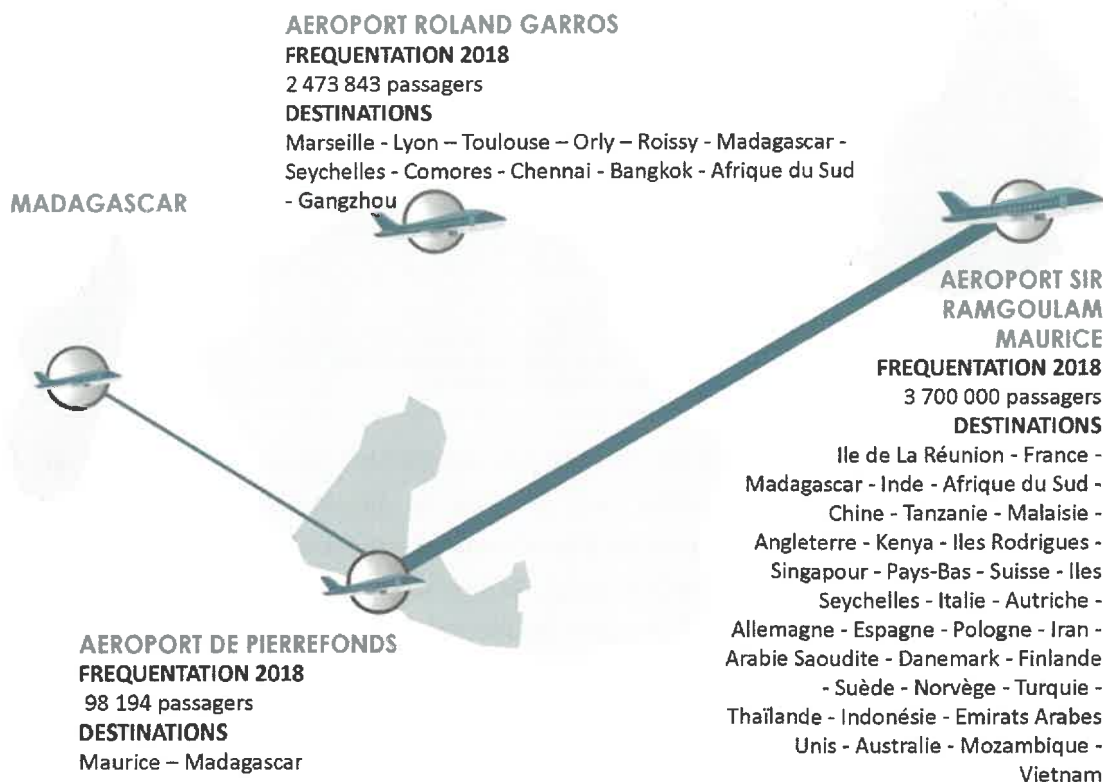 AEROPORT ROLAND GARROS
FREQUENTATION 2018
2 473 843 passagers
DESTINATIONS
Marseille - Lyon – Toulouse – Orly – Roissy - Madagascar -
Seychelles - Comores - Chennai - Bangkok - Afrique du Sud
- Gangzhou
MADAGASCAR
AEROPORT SIR
RAMGOULAM
MAURICE
FREQUENTATION 2018
3 700 000 passagers
DESTINATIONS
Ile de La Réunion - France -
Madagascar - Inde - Afrique du Sud -
Chine - Tanzanie - Malaisie -
Angleterre - Kenya - Iles Rodrigues -
Singapour - Pays-Bas - Suisse - Iles
Seychelles - Italie - Autriche -
Allemagne - Espagne - Pologne - Iran -
Arabie Saoudite - Danemark - Finlande
- Suède - Norvège - Turquie -
Thaïlande - Indonésie - Emirats Arabes
Unis - Australie - Mozambique -
Vietnam
AEROPORT DE PIERREFONDS
FREQUENTATION 2018
98 194 passagers
DESTINATIONS
Maurice – Madagascar